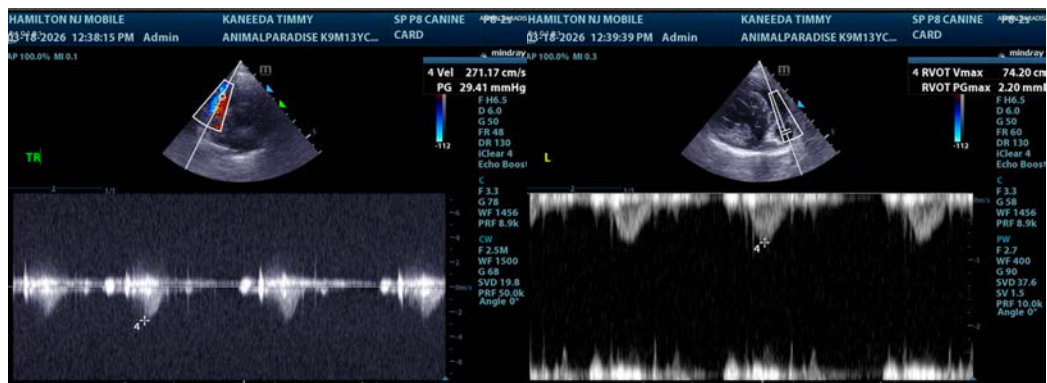 HAMILTON NJ MOBILE
KANEEDA TIMMY
SP P8 CANINE
CARD
03-18-2026 12:38:15 PM Admin
ANIMALPARADISE K9M13YC...
AP 100.0% MI 0.1
mindray
4 Vel 271.17 cm/s
PG 29.41 mmHg
F H6.5
D 6.0
G 50
FR 48
DR 130
iClear 4
Echo Boost
-112
TR
C
F 3.3
G 78
WF 1456
PRF 8.9k
CW
F 2.5M
WF 1500
G 68
SVD 19.8
PRF 50.0k
Angle 0°
HAMILTON NJ MOBILE
KANEEDA TIMMY
SP P8 CANINE
CARD
03-18-2026 12:39:39 PM Admin
ANIMALPARADISE K9M13YC...
AP 100.0% MI 0.3
mindray
4 RVOT Vmax 74.20 cm
RVOT PGmax 2.20 mm
F H6.5
D 6.0
G 50
FR 60
DR 130
iClear 4
Echo Boost
-112
L
C
F 3.3
G 58
WF 1456
PRF 8.9k
PW
F 2.7
WF 400
G 90
SVD 37.6
SV 1.5
PRF 10.0k
Angle 0°
4
4